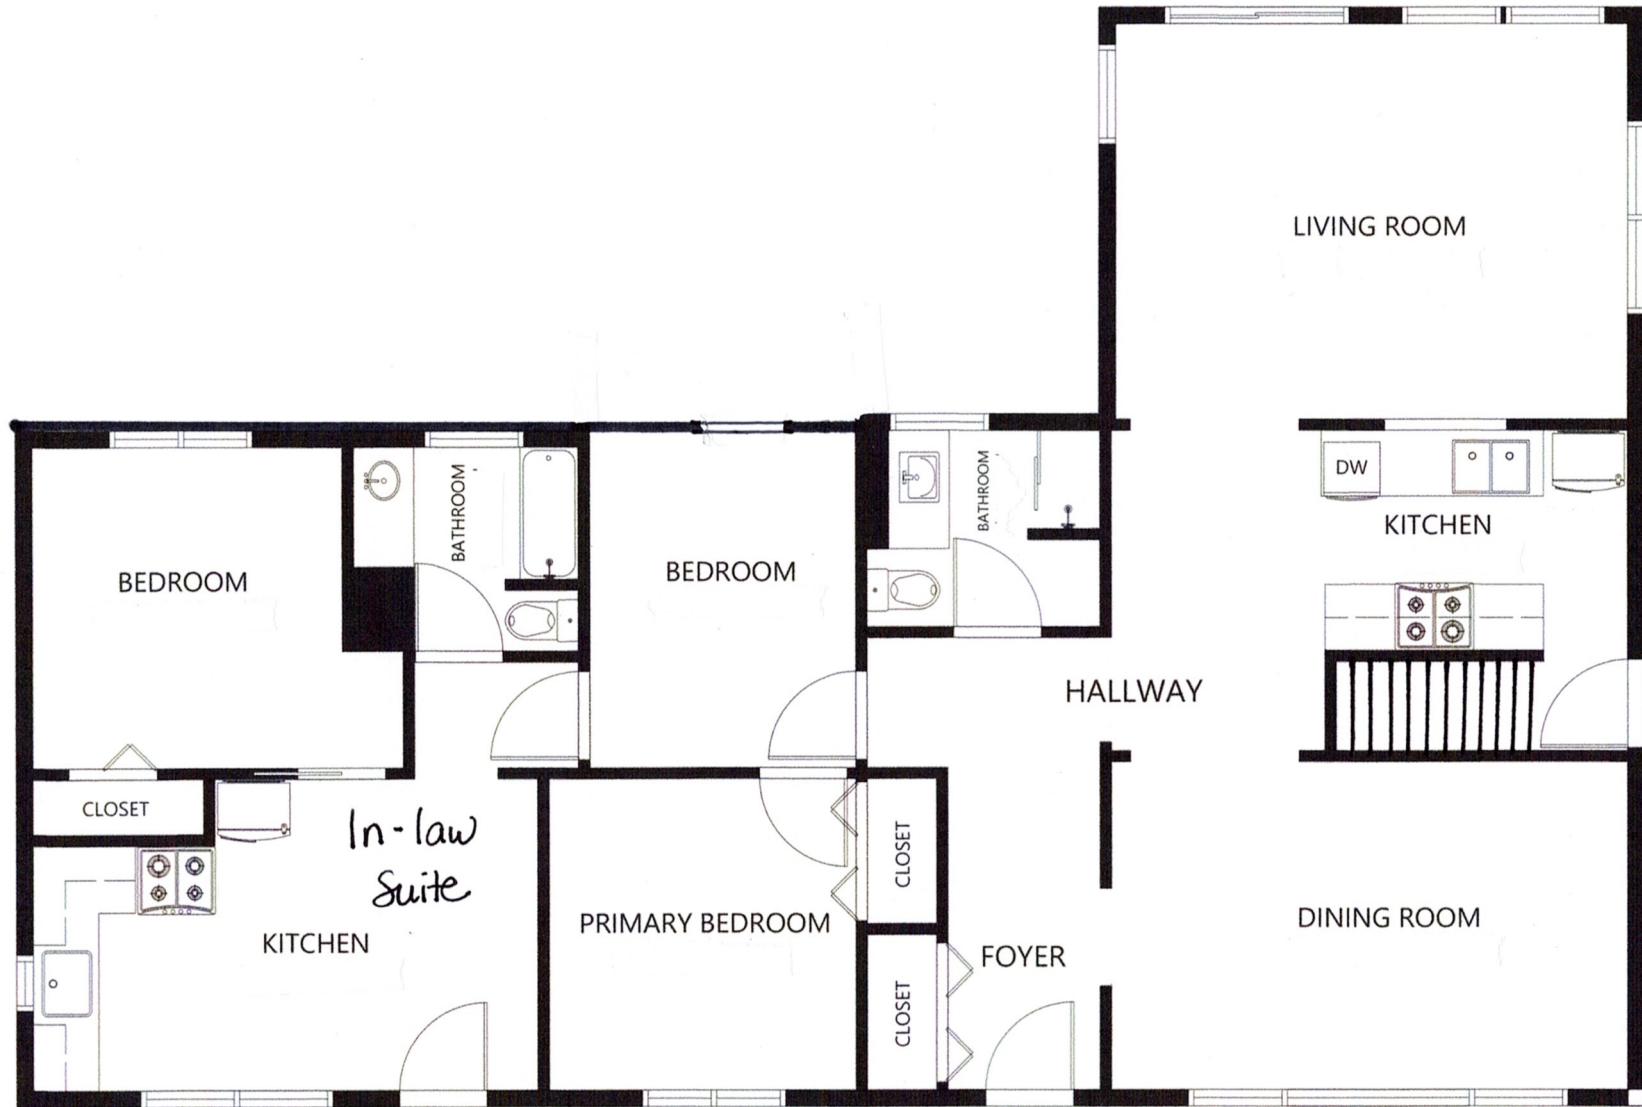 LIVING ROOM
DW
KITCHEN
BATHROOM
BATHROOM
BEDROOM
BEDROOM
HALLWAY
CLOSET
In-law
Suite
CLOSET
PRIMARY BEDROOM
KITCHEN
FOYER
DINING ROOM
CLOSET